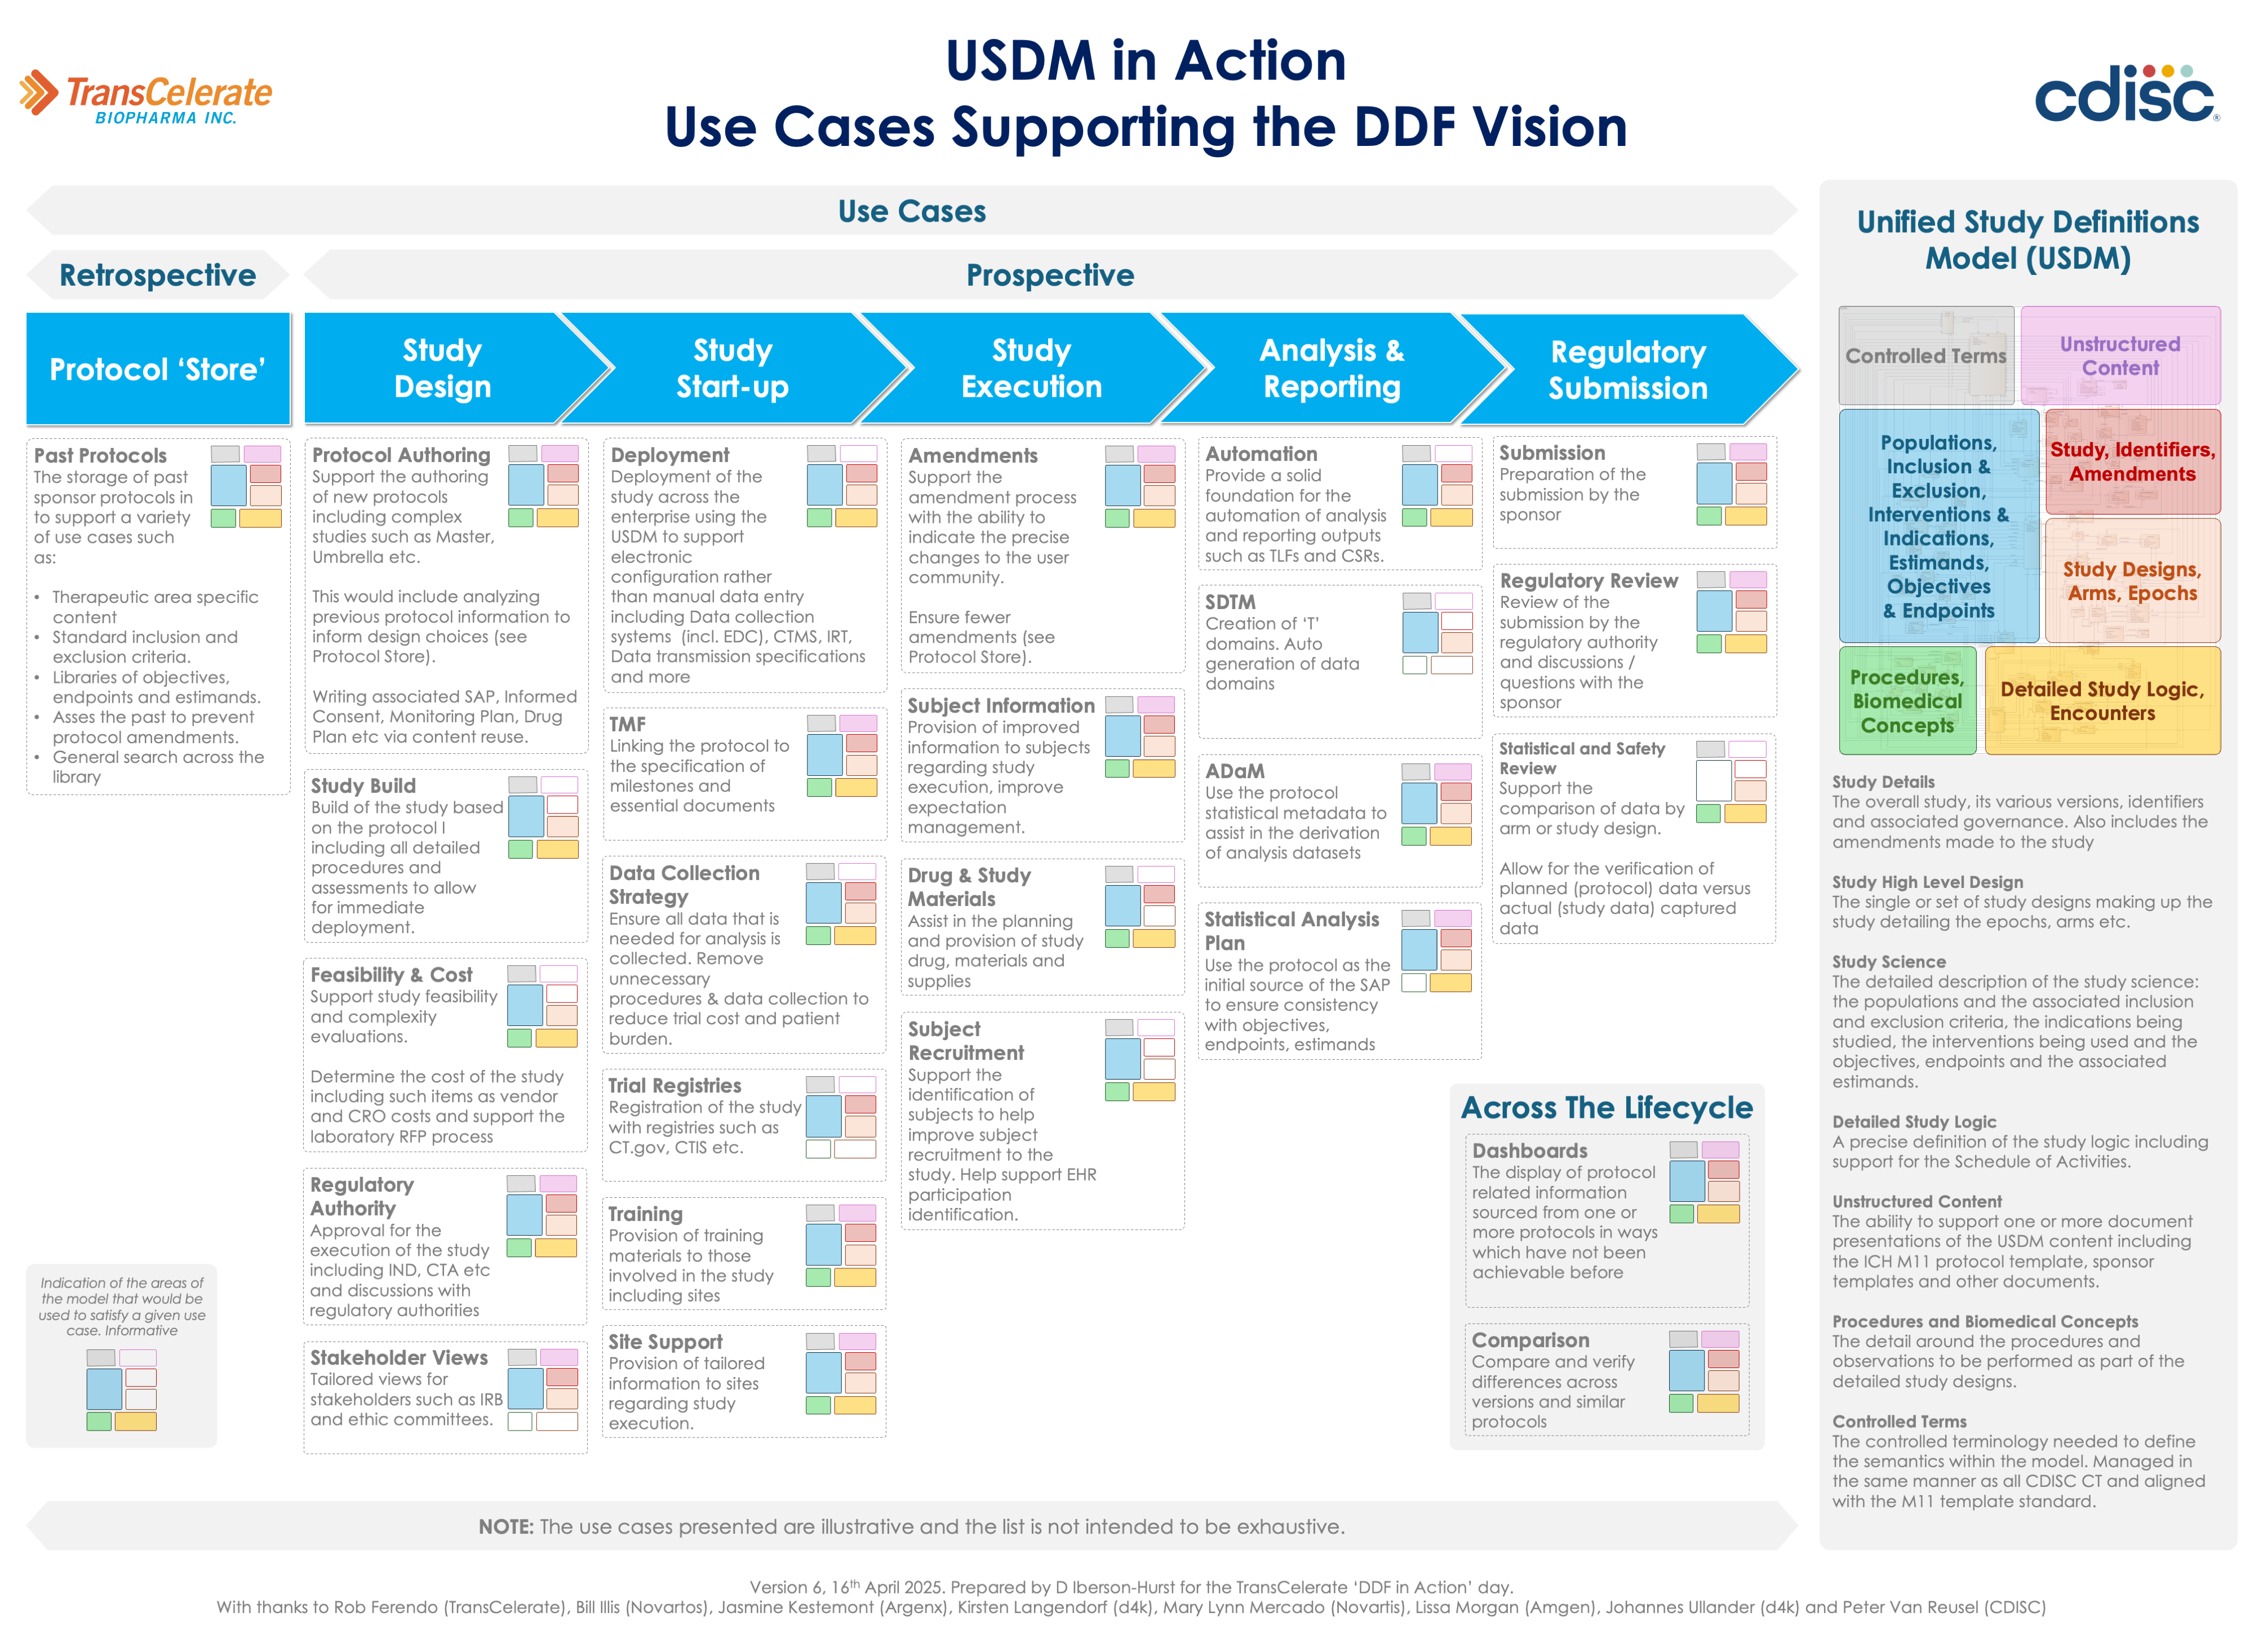 TransCelerate
BIOPHARMA INC.
USDM in Action
Use Cases Supporting the DDF Vision
cdisc®
Use Cases
Retrospective
Prospective
Protocol ‘Store’
Study
Design
Study
Start-up
Study
Execution
Analysis &
Reporting
Regulatory
Submission
Past Protocols
The storage of past
sponsor protocols in
to support a variety
of use cases such
as:
• Therapeutic area specific
content
• Standard inclusion and
exclusion criteria.
• Libraries of objectives,
endpoints and estimands.
• Asses the past to prevent
protocol amendments.
• General search across the
library
Indication of the areas of
the model that would be
used to satisfy a given use
case. Informative
Protocol Authoring
Support the authoring
of new protocols
including complex
studies such as Master,
Umbrella etc.
This would include analyzing
previous protocol information to
inform design choices (see
Protocol Store).
Writing associated SAP, Informed
Consent, Monitoring Plan, Drug
Plan etc via content reuse.
Study Build
Build of the study based
on the protocol I
including all detailed
procedures and
assessments to allow
for immediate
deployment.
Feasibility & Cost
Support study feasibility
and complexity
evaluations.
Determine the cost of the study
including such items as vendor
and CRO costs and support the
laboratory RFP process
Regulatory
Authority
Approval for the
execution of the study
including IND, CTA etc
and discussions with
regulatory authorities
Stakeholder Views
Tailored views for
stakeholders such as IRB
and ethic committees.
Deployment
Deployment of the
study across the
enterprise using the
USDM to support
electronic
configuration rather
than manual data entry
including Data collection
systems (incl. EDC), CTMS, IRT,
Data transmission specifications
and more
TMF
Linking the protocol to
the specification of
milestones and
essential documents
Data Collection
Strategy
Ensure all data that is
needed for analysis is
collected. Remove
unnecessary
procedures & data collection to
reduce trial cost and patient
burden.
Trial Registries
Registration of the study
with registries such as
CT.gov, CTIS etc.
Training
Provision of training
materials to those
involved in the study
including sites
Site Support
Provision of tailored
information to sites
regarding study
execution.
Amendments
Support the
amendment process
with the ability to
indicate the precise
changes to the user
community.
Ensure fewer
amendments (see
Protocol Store).
Subject Information
Provision of improved
information to subjects
regarding study
execution, improve
expectation
management.
Drug & Study
Materials
Assist in the planning
and provision of study
drug, materials and
supplies
Subject
Recruitment
Support the
identification of
subjects to help
improve subject
recruitment to the
study. Help support EHR
participation
identification.
Automation
Provide a solid
foundation for the
automation of analysis
and reporting outputs
such as TLFs and CSRs.
SDTM
Creation of ‘T’
domains. Auto
generation of data
domains
ADaM
Use the protocol
statistical metadata to
assist in the derivation
of analysis datasets
Statistical Analysis
Plan
Use the protocol as the
initial source of the SAP
to ensure consistency
with objectives,
endpoints, estimands
Submission
Preparation of the
submission by the
sponsor
Regulatory Review
Review of the
submission by the
regulatory authority
and discussions /
questions with the
sponsor
Statistical and Safety
Review
Support the
comparison of data by
arm or study design.
Allow for the verification of
planned (protocol) data versus
actual (study data) captured
data
Across The Lifecycle
Dashboards
The display of protocol
related information
sourced from one or
more protocols in ways
which have not been
achievable before
Comparison
Compare and verify
differences across
versions and similar
protocols
Unified Study Definitions
Model (USDM)
Controlled Terms
Unstructured
Content
Populations,
Inclusion &
Exclusion,
Interventions &
Indications,
Estimands,
Objectives
& Endpoints
Study, Identifiers,
Amendments
Study Designs,
Arms, Epochs
Procedures,
Biomedical
Concepts
Detailed Study Logic,
Encounters
Study Details
The overall study, its various versions, identifiers
and associated governance. Also includes the
amendments made to the study
Study High Level Design
The single or set of study designs making up the
study detailing the epochs, arms etc.
Study Science
The detailed description of the study science:
the populations and the associated inclusion
and exclusion criteria, the indications being
studied, the interventions being used and the
objectives, endpoints and the associated
estimands.
Detailed Study Logic
A precise definition of the study logic including
support for the Schedule of Activities.
Unstructured Content
The ability to support one or more document
presentations of the USDM content including
the ICH M11 protocol template, sponsor
templates and other documents.
Procedures and Biomedical Concepts
The detail around the procedures and
observations to be performed as part of the
detailed study designs.
Controlled Terms
The controlled terminology needed to define
the semantics within the model. Managed in
the same manner as all CDISC CT and aligned
with the M11 template standard.
NOTE: The use cases presented are illustrative and the list is not intended to be exhaustive.
Version 6, 16th April 2025. Prepared by D Iberson-Hurst for the TransCelerate ‘DDF in Action’ day.
With thanks to Rob Ferendo (TransCelerate), Bill Illis (Novartos), Jasmine Kestemont (Argenx), Kirsten Langendorf (d4k), Mary Lynn Mercado (Novartis), Lissa Morgan (Amgen), Johannes Ullander (d4k) and Peter Van Reusel (CDISC)